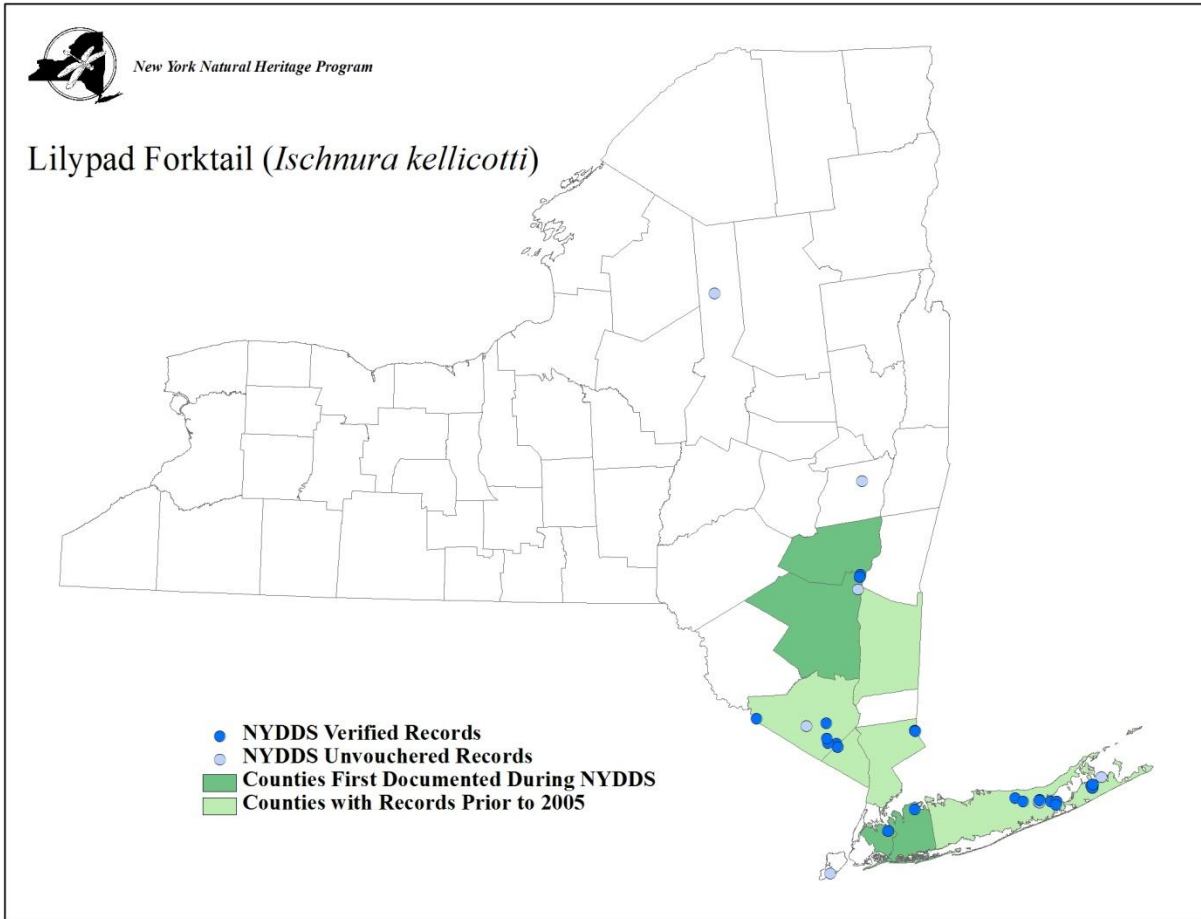 New York Natural Heritage Program
Lilypad Forktail (Ischnura kellicotti)
NYDDS Verified Records
NYDDS Unvouchered Records
Counties First Documented During NYDDS
Counties with Records Prior to 2005